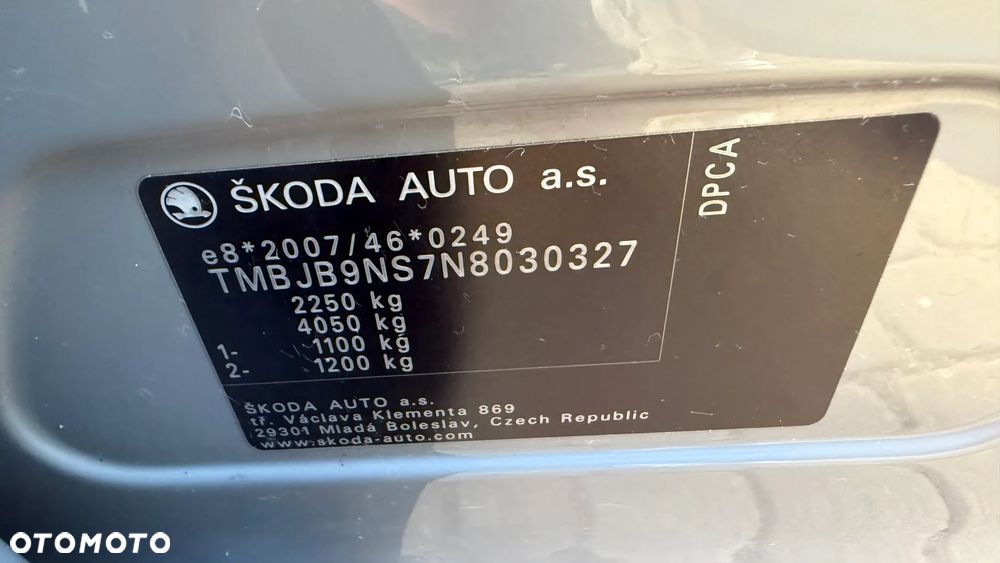 ŠKODA AUTO a.s.
DPCA
e8*2007/46*0249
TMBJB9NS7N8030327
2250 kg
4050 kg
1- 1100 kg
2- 1200 kg
ŠKODA AUTO a.s.
tř. Václava Klementa 869
29301 Mladá Boleslav, Czech Republic
www.skoda-auto.com
OTOMOTO